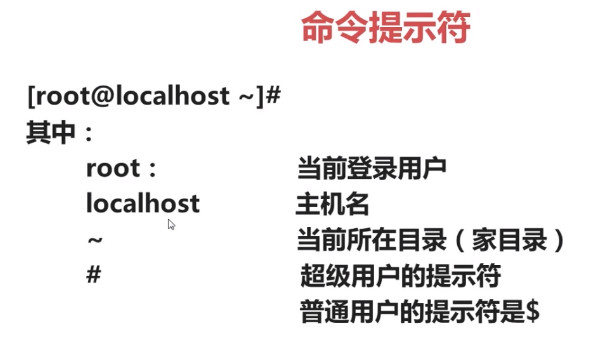 命令提示符
[root@localhost ~]#
其中：
root： 当前登录用户
localhost 主机名
~ 当前所在目录（家目录）
# 超级用户的提示符
普通用户的提示符是$